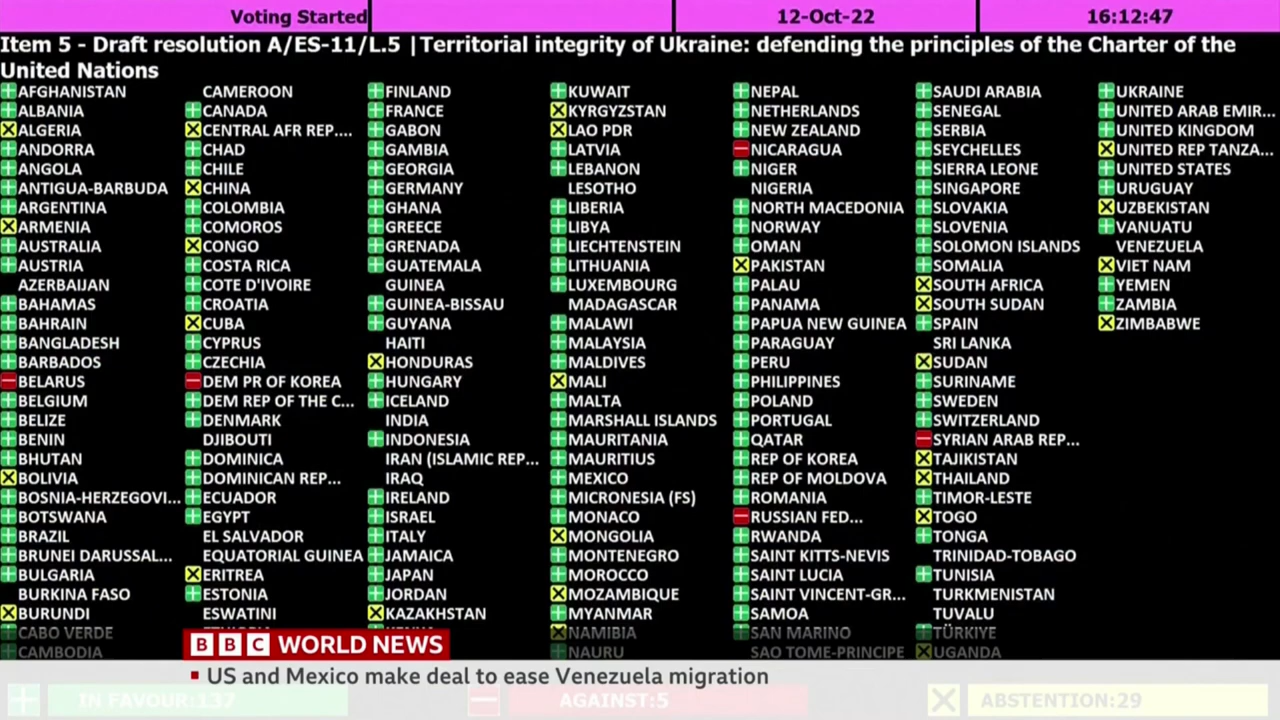 Voting Started 12-Oct-22 16:12:47
Item 5 - Draft resolution A/ES-11/L.5 |Territorial integrity of Ukraine: defending the principles of the Charter of the
United Nations
AFGHANISTAN
ALBANIA
ALGERIA
ANDORRA
ANGOLA
ANTIGUA-BARBUDA
ARGENTINA
ARMENIA
AUSTRALIA
AUSTRIA
AZERBAIJAN
BAHAMAS
BAHRAIN
BANGLADESH
BARBADOS
BELARUS
BELGIUM
BELIZE
BENIN
BHUTAN
BOLIVIA
BOSNIA-HERZEGOVI...
BOTSWANA
BRAZIL
BRUNEI DARUSSAL...
BULGARIA
BURKINA FASO
BURUNDI
CABO VERDE
CAMBODIA
CAMEROON
CANADA
CENTRAL AFR REP....
CHAD
CHILE
CHINA
COLOMBIA
COMOROS
CONGO
COSTA RICA
COTE D'IVOIRE
CROATIA
CUBA
CYPRUS
CZECHIA
DEM PR OF KOREA
DEM REP OF THE C...
DENMARK
DJIBOUTI
DOMINICA
DOMINICAN REP...
ECUADOR
EGYPT
EL SALVADOR
EQUATORIAL GUINEA
ERITREA
ESTONIA
ESWATINI
FINLAND
FRANCE
GABON
GAMBIA
GEORGIA
GERMANY
GHANA
GREECE
GRENADA
GUATEMALA
GUINEA
GUINEA-BISSAU
GUYANA
HAITI
HONDURAS
HUNGARY
ICELAND
INDIA
INDONESIA
IRAN (ISLAMIC REP...
IRAQ
IRELAND
ISRAEL
ITALY
JAMAICA
JAPAN
JORDAN
KAZAKHSTAN
KUWAIT
KYRGYZSTAN
LAO PDR
LATVIA
LEBANON
LESOTHO
LIBERIA
LIBYA
LIECHTENSTEIN
LITHUANIA
LUXEMBOURG
MADAGASCAR
MALAWI
MALAYSIA
MALDIVES
MALI
MALTA
MARSHALL ISLANDS
MAURITANIA
MAURITIUS
MEXICO
MICRONESIA (FS)
MONACO
MONGOLIA
MONTENEGRO
MOROCCO
MOZAMBIQUE
MYANMAR
NAMIBIA
NAURU
NEPAL
NETHERLANDS
NEW ZEALAND
NICARAGUA
NIGER
NIGERIA
NORTH MACEDONIA
NORWAY
OMAN
PAKISTAN
PALAU
PANAMA
PAPUA NEW GUINEA
PARAGUAY
PERU
PHILIPPINES
POLAND
PORTUGAL
QATAR
REP OF KOREA
REP OF MOLDOVA
ROMANIA
RUSSIAN FED...
RWANDA
SAINT KITTS-NEVIS
SAINT LUCIA
SAINT VINCENT-GR...
SAMOA
SAN MARINO
SAO TOME-PRINCIPE
SAUDI ARABIA
SENEGAL
SERBIA
SEYCHELLES
SIERRA LEONE
SINGAPORE
SLOVAKIA
SLOVENIA
SOLOMON ISLANDS
SOMALIA
SOUTH AFRICA
SOUTH SUDAN
SPAIN
SRI LANKA
SUDAN
SURINAME
SWEDEN
SWITZERLAND
SYRIAN ARAB REP...
TAJIKISTAN
THAILAND
TIMOR-LESTE
TOGO
TONGA
TRINIDAD-TOBAGO
TUNISIA
TURKMENISTAN
TUVALU
TÜRKIYE
UGANDA
UKRAINE
UNITED ARAB EMIR...
UNITED KINGDOM
UNITED REP TANZA...
UNITED STATES
URUGUAY
UZBEKISTAN
VANUATU
VENEZUELA
VIET NAM
YEMEN
ZAMBIA
ZIMBABWE
BBC WORLD NEWS
US and Mexico make deal to ease Venezuela migration
IN FAVOUR:137 AGAINST:5 ABSTENTION:29